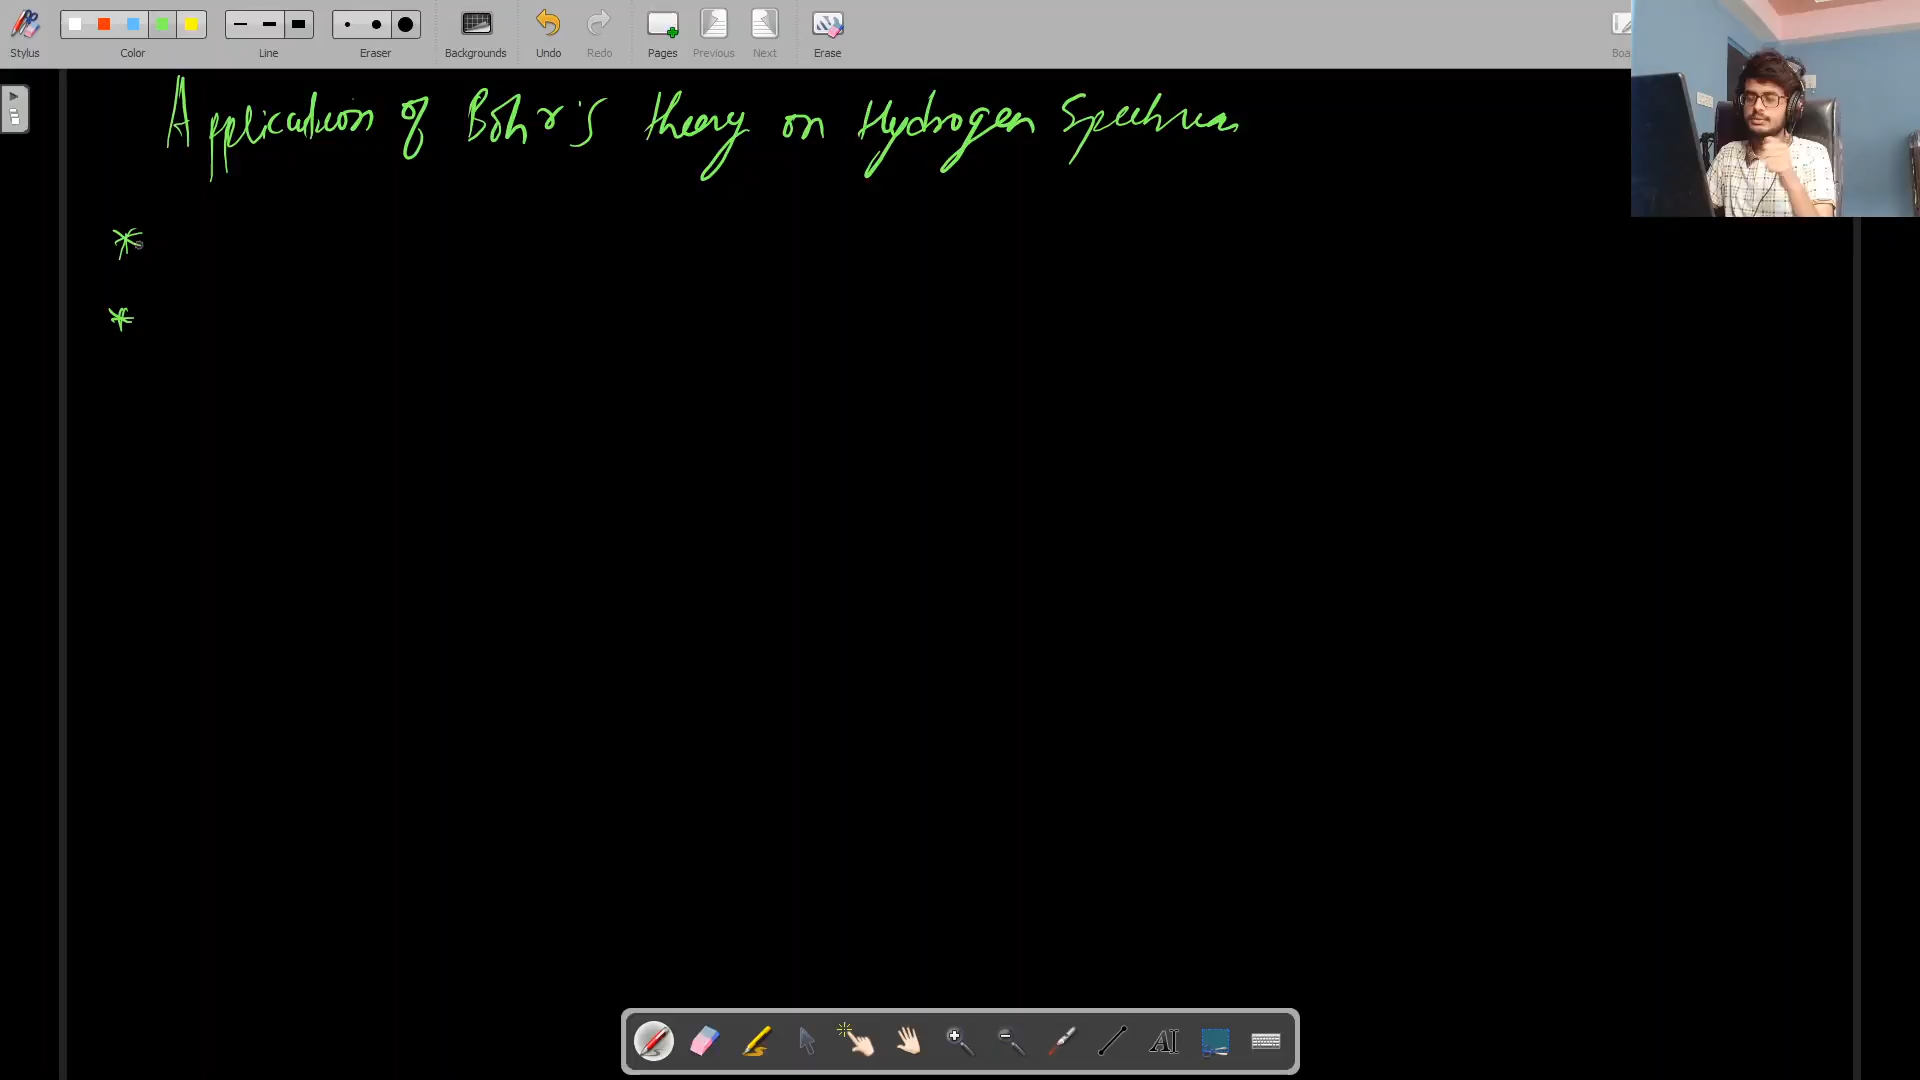 Stylus Color Line Eraser Backgrounds Undo Redo Pages Previous Next Erase
Application of Bohr's theory on Hydrogen Spectrum
*
*